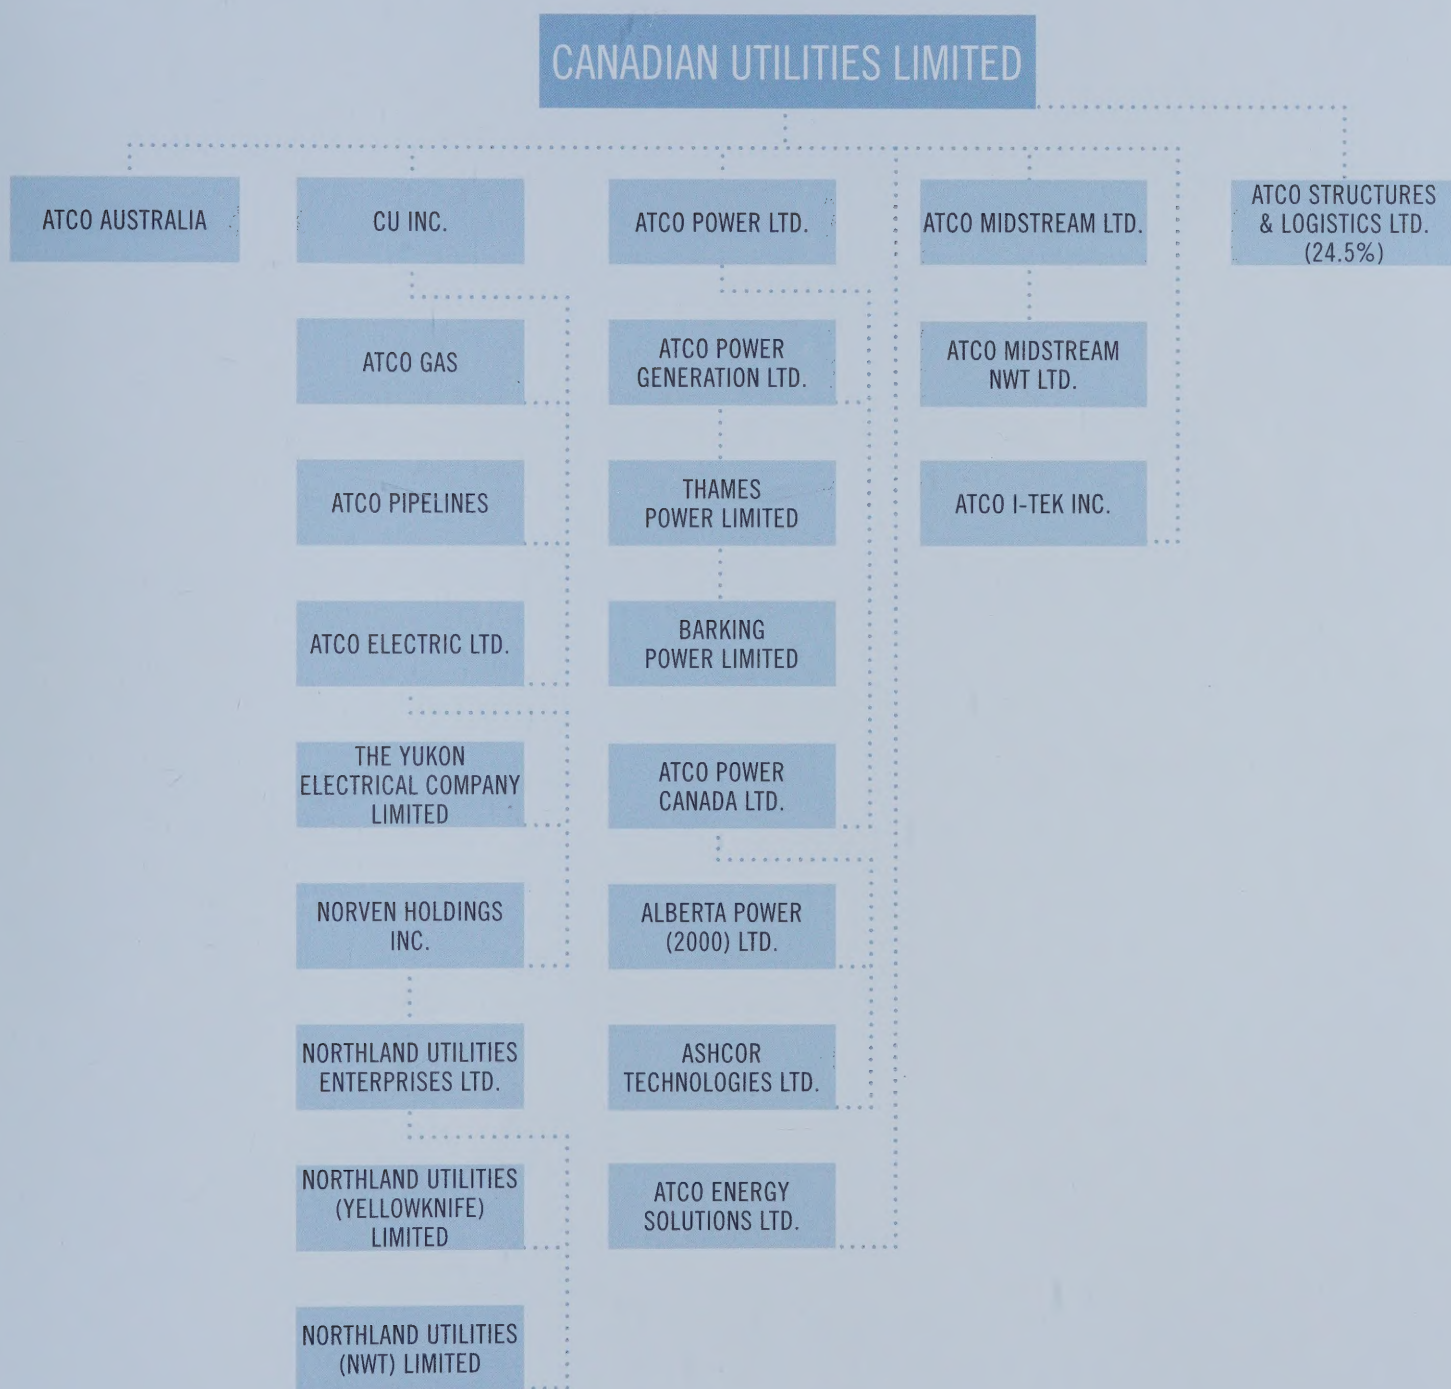 CANADIAN UTILITIES LIMITED
ATCO AUSTRALIA
CU INC.
ATCO POWER LTD.
ATCO MIDSTREAM LTD.
ATCO STRUCTURES
& LOGISTICS LTD.
(24.5%)
ATCO GAS
ATCO POWER
GENERATION LTD.
ATCO MIDSTREAM
NWT LTD.
ATCO PIPELINES
THAMES
POWER LIMITED
ATCO I-TEK INC.
ATCO ELECTRIC LTD.
BARKING
POWER LIMITED
THE YUKON
ELECTRICAL COMPANY
LIMITED
ATCO POWER
CANADA LTD.
NORVEN HOLDINGS
INC.
ALBERTA POWER
(2000) LTD.
NORTHLAND UTILITIES
ENTERPRISES LTD.
ASHCOR
TECHNOLOGIES LTD.
NORTHLAND UTILITIES
(YELLOWKNIFE)
LIMITED
ATCO ENERGY
SOLUTIONS LTD.
NORTHLAND UTILITIES
(NWT) LIMITED